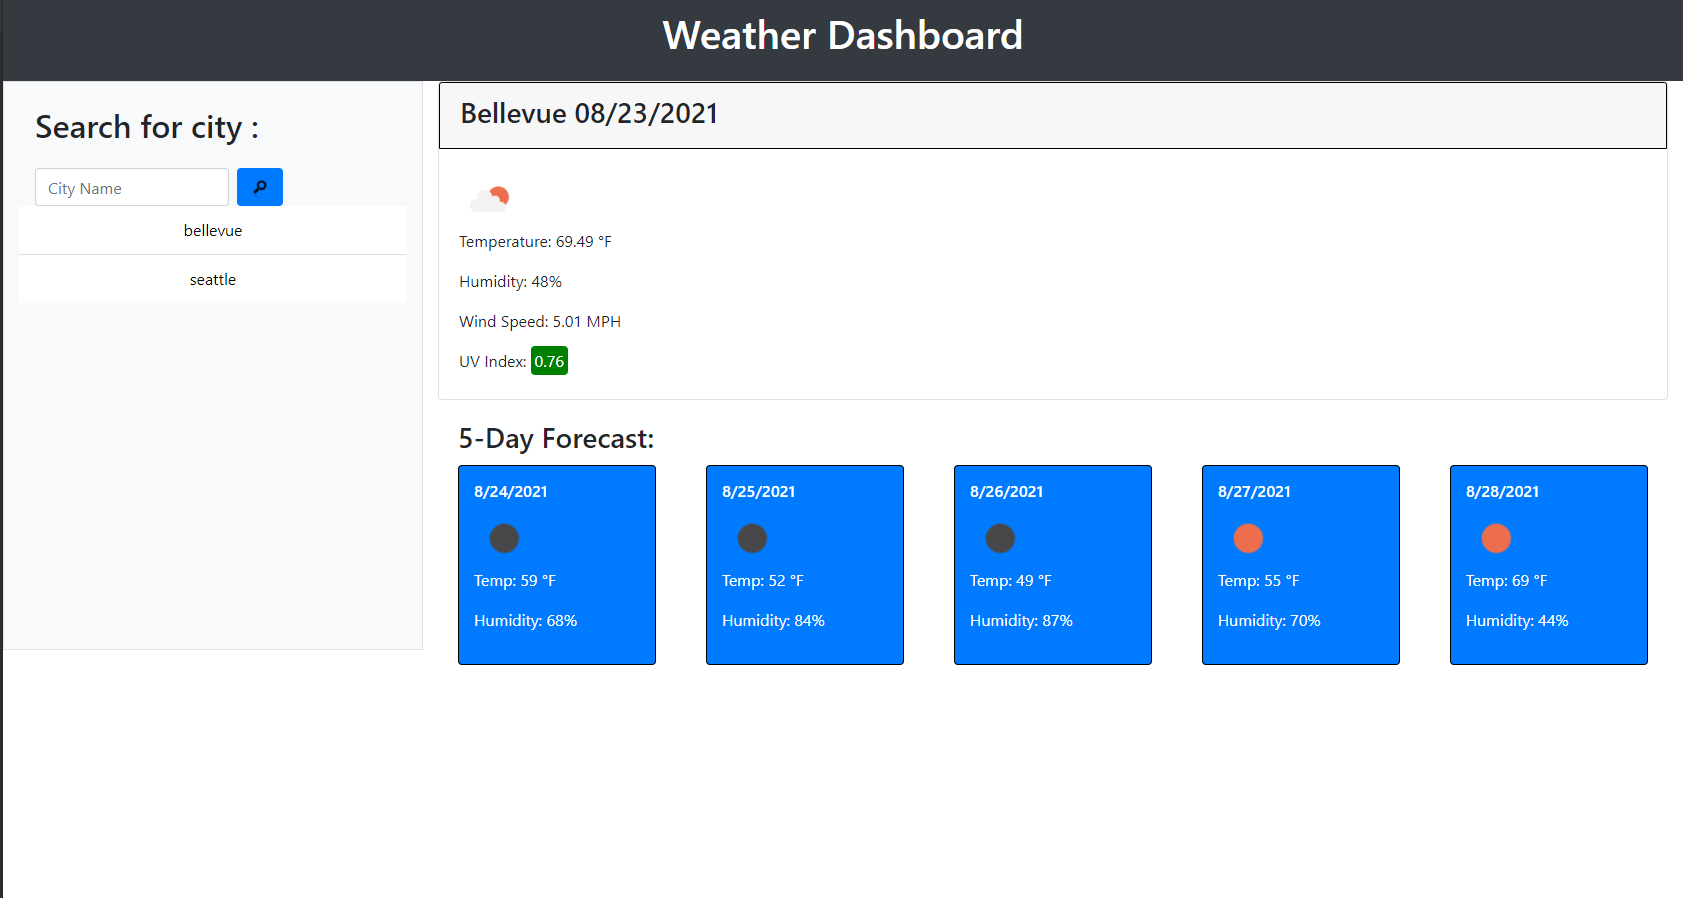 Weather Dashboard
Search for city :
City Name
bellevue
seattle
Bellevue 08/23/2021
Temperature: 69.49 °F
Humidity: 48%
Wind Speed: 5.01 MPH
UV Index: 0.76
5-Day Forecast:
8/24/2021
Temp: 59 °F
Humidity: 68%
8/25/2021
Temp: 52 °F
Humidity: 84%
8/26/2021
Temp: 49 °F
Humidity: 87%
8/27/2021
Temp: 55 °F
Humidity: 70%
8/28/2021
Temp: 69 °F
Humidity: 44%